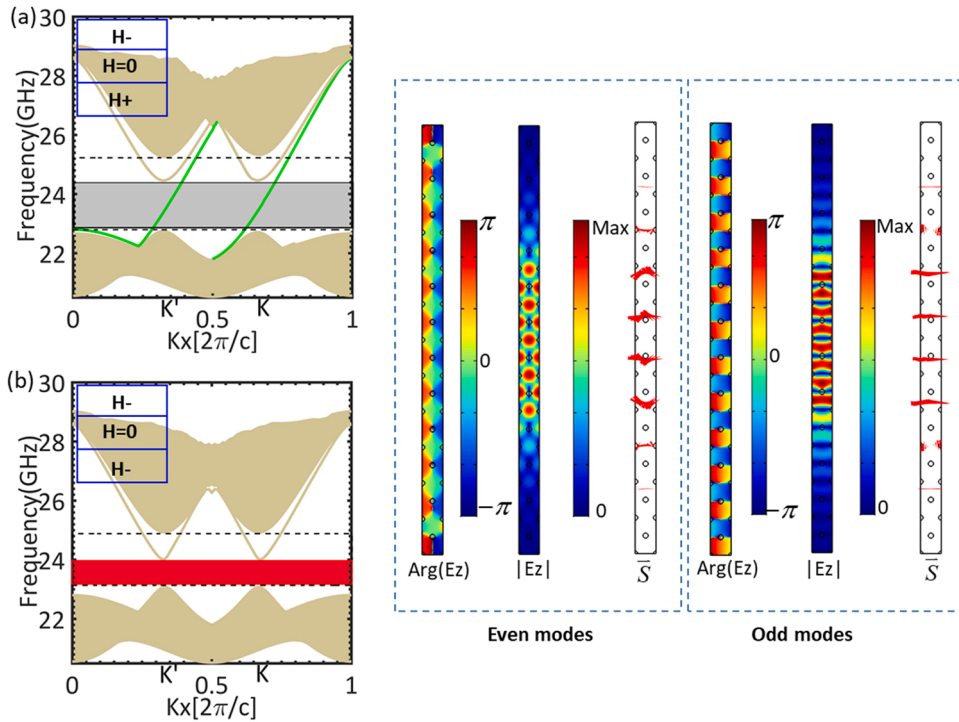 (a)
30
28
26
24
22
Frequency(GHz)
H-
H=0
H+
0
K'
0.5
K
1
Kx[2π/c]
(b)
30
28
26
24
22
Frequency(GHz)
H-
H=0
H-
0
K'
0.5
K
1
Kx[2π/c]
π
0
-π
Max
0
Arg(Ez)
|Ez|
S̅
Even modes
π
0
-π
Max
0
Arg(Ez)
|Ez|
S̅
Odd modes